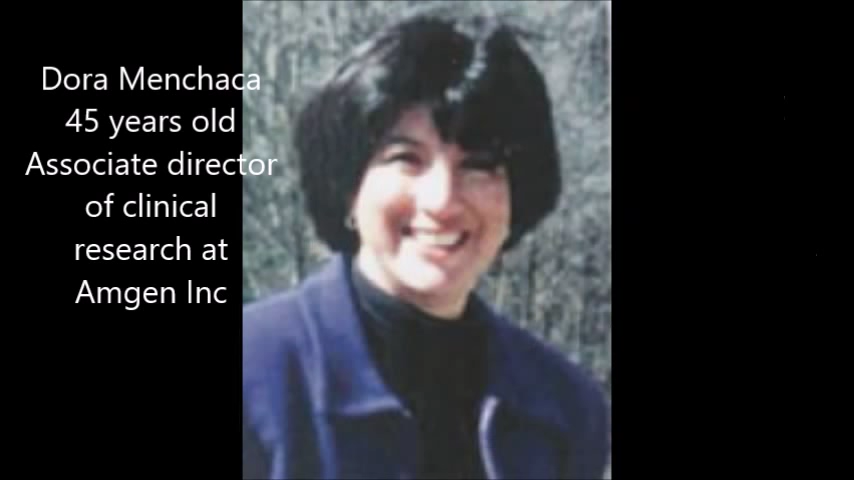 Dora Menchaca
45 years old
Associate director
of clinical
research at
Amgen Inc